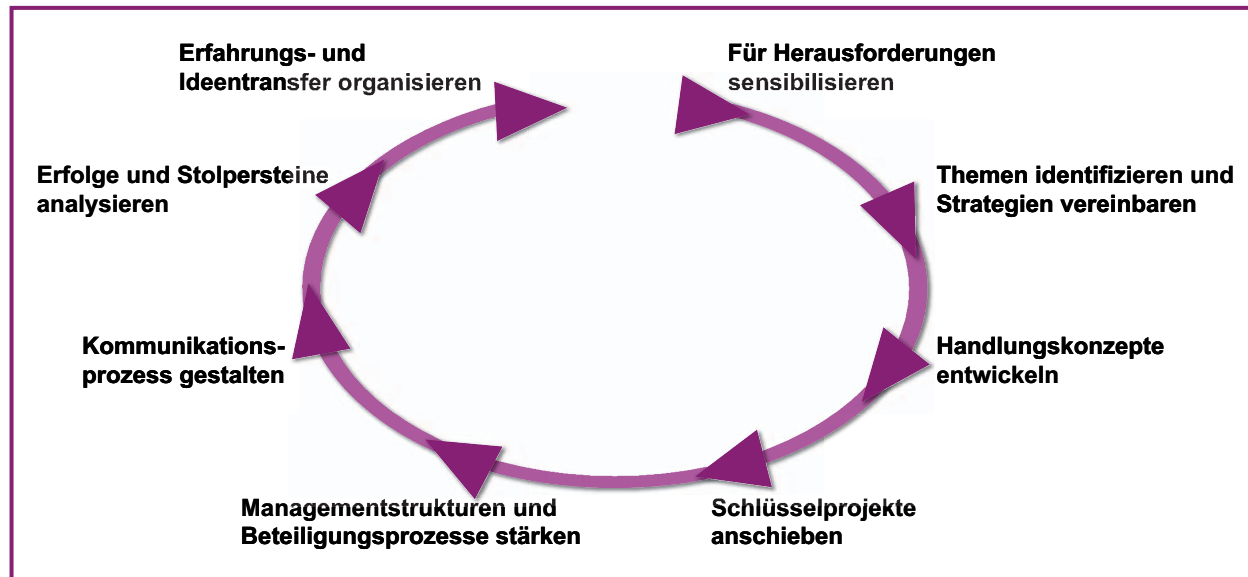 Für Herausforderungen
sensibilisieren
Themen identifizieren und
Strategien vereinbaren
Handlungskonzepte
entwickeln
Schlüsselprojekte
anschieben
Managementstrukturen und
Beteiligungsprozesse stärken
Kommunikations-
prozess gestalten
Erfolge und Stolpersteine
analysieren
Erfahrungs- und
Ideentransfer organisieren